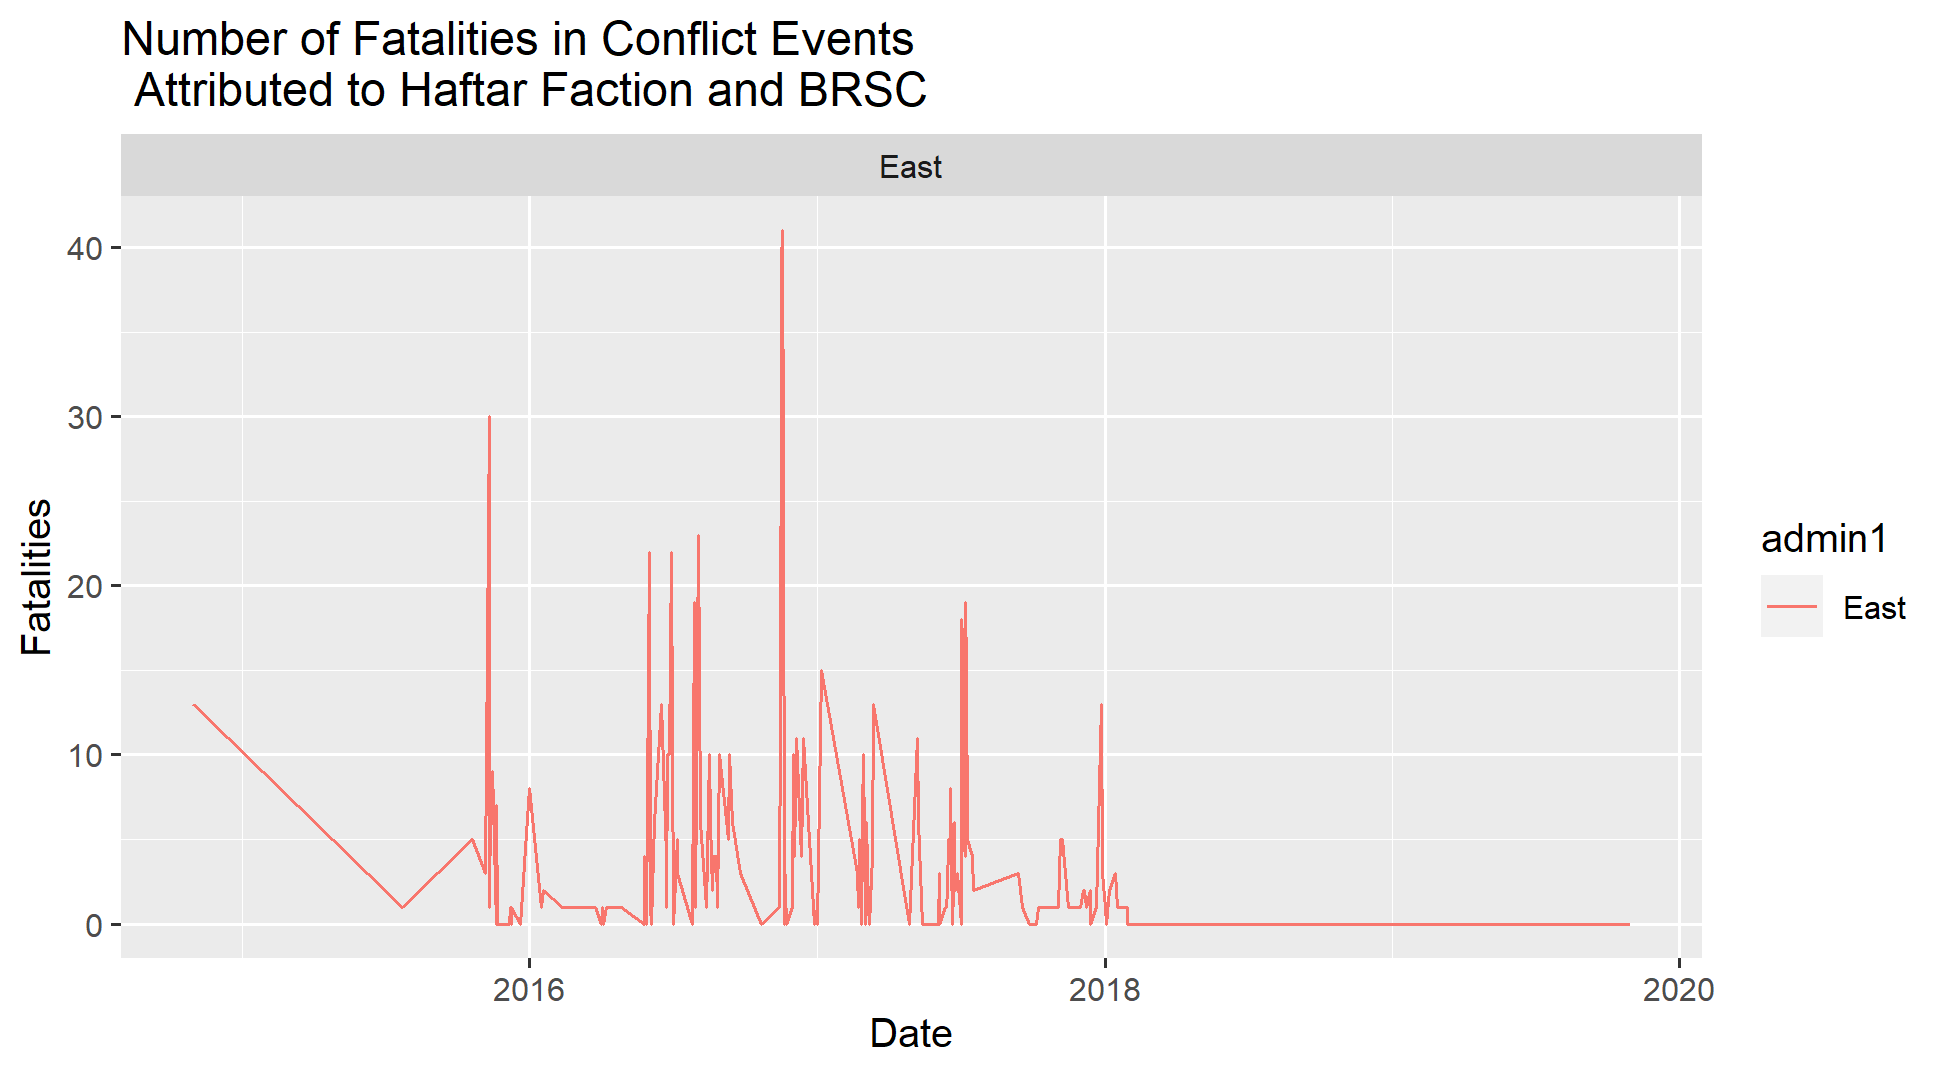 Number of Fatalities in Conflict Events
Attributed to Haftar Faction and BRSC
East
40
30
20
10
0
Fatalities
2016
2018
2020
Date
admin1
East